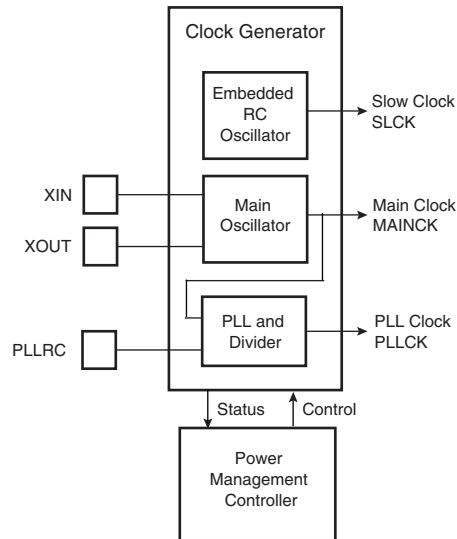 Clock Generator
Embedded
RC
Oscillator
Slow Clock
SLCK
XIN
Main
Oscillator
Main Clock
MAINCK
XOUT
PLL and
Divider
PLL Clock
PLLCK
PLLRC
Status
Control
Power
Management
Controller